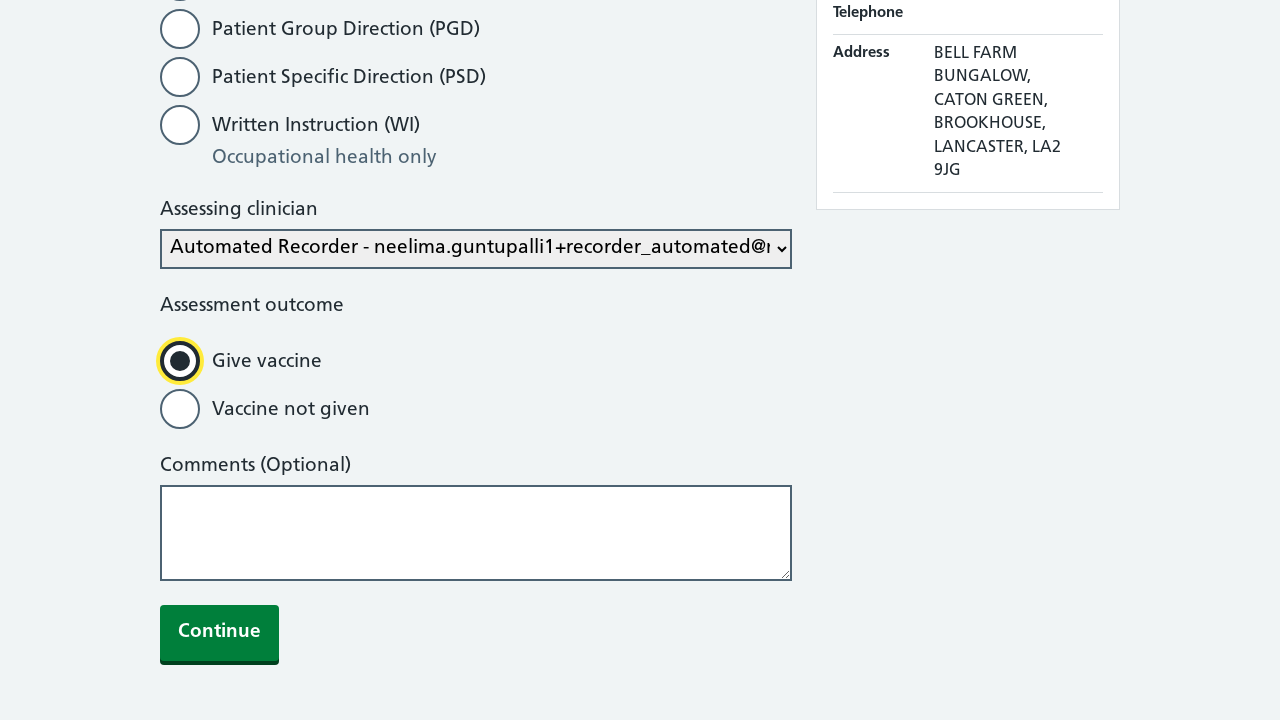 Patient Group Direction (PGD)
Patient Specific Direction (PSD)
Written Instruction (WI)
Occupational health only
Assessing clinician
Automated Recorder - neelima.guntupalli1+recorder_automated@
Assessment outcome
Give vaccine
Vaccine not given
Comments (Optional)
Continue
Telephone
Address
BELL FARM
BUNGALOW,
CATON GREEN,
BROOKHOUSE,
LANCASTER, LA2
9JG